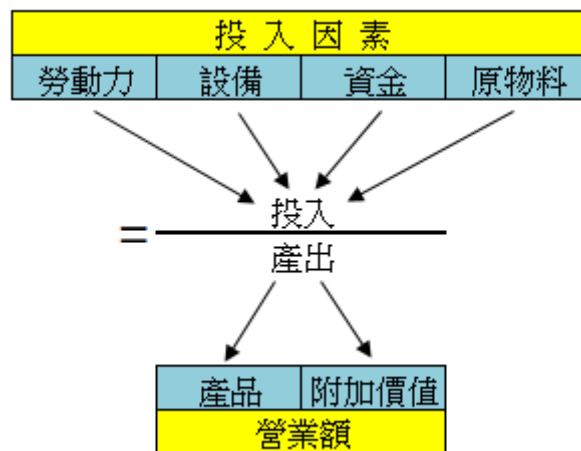 投入因素
勞動力 設備 資金 原物料
投入
=
產出
產品 附加價值
營業額